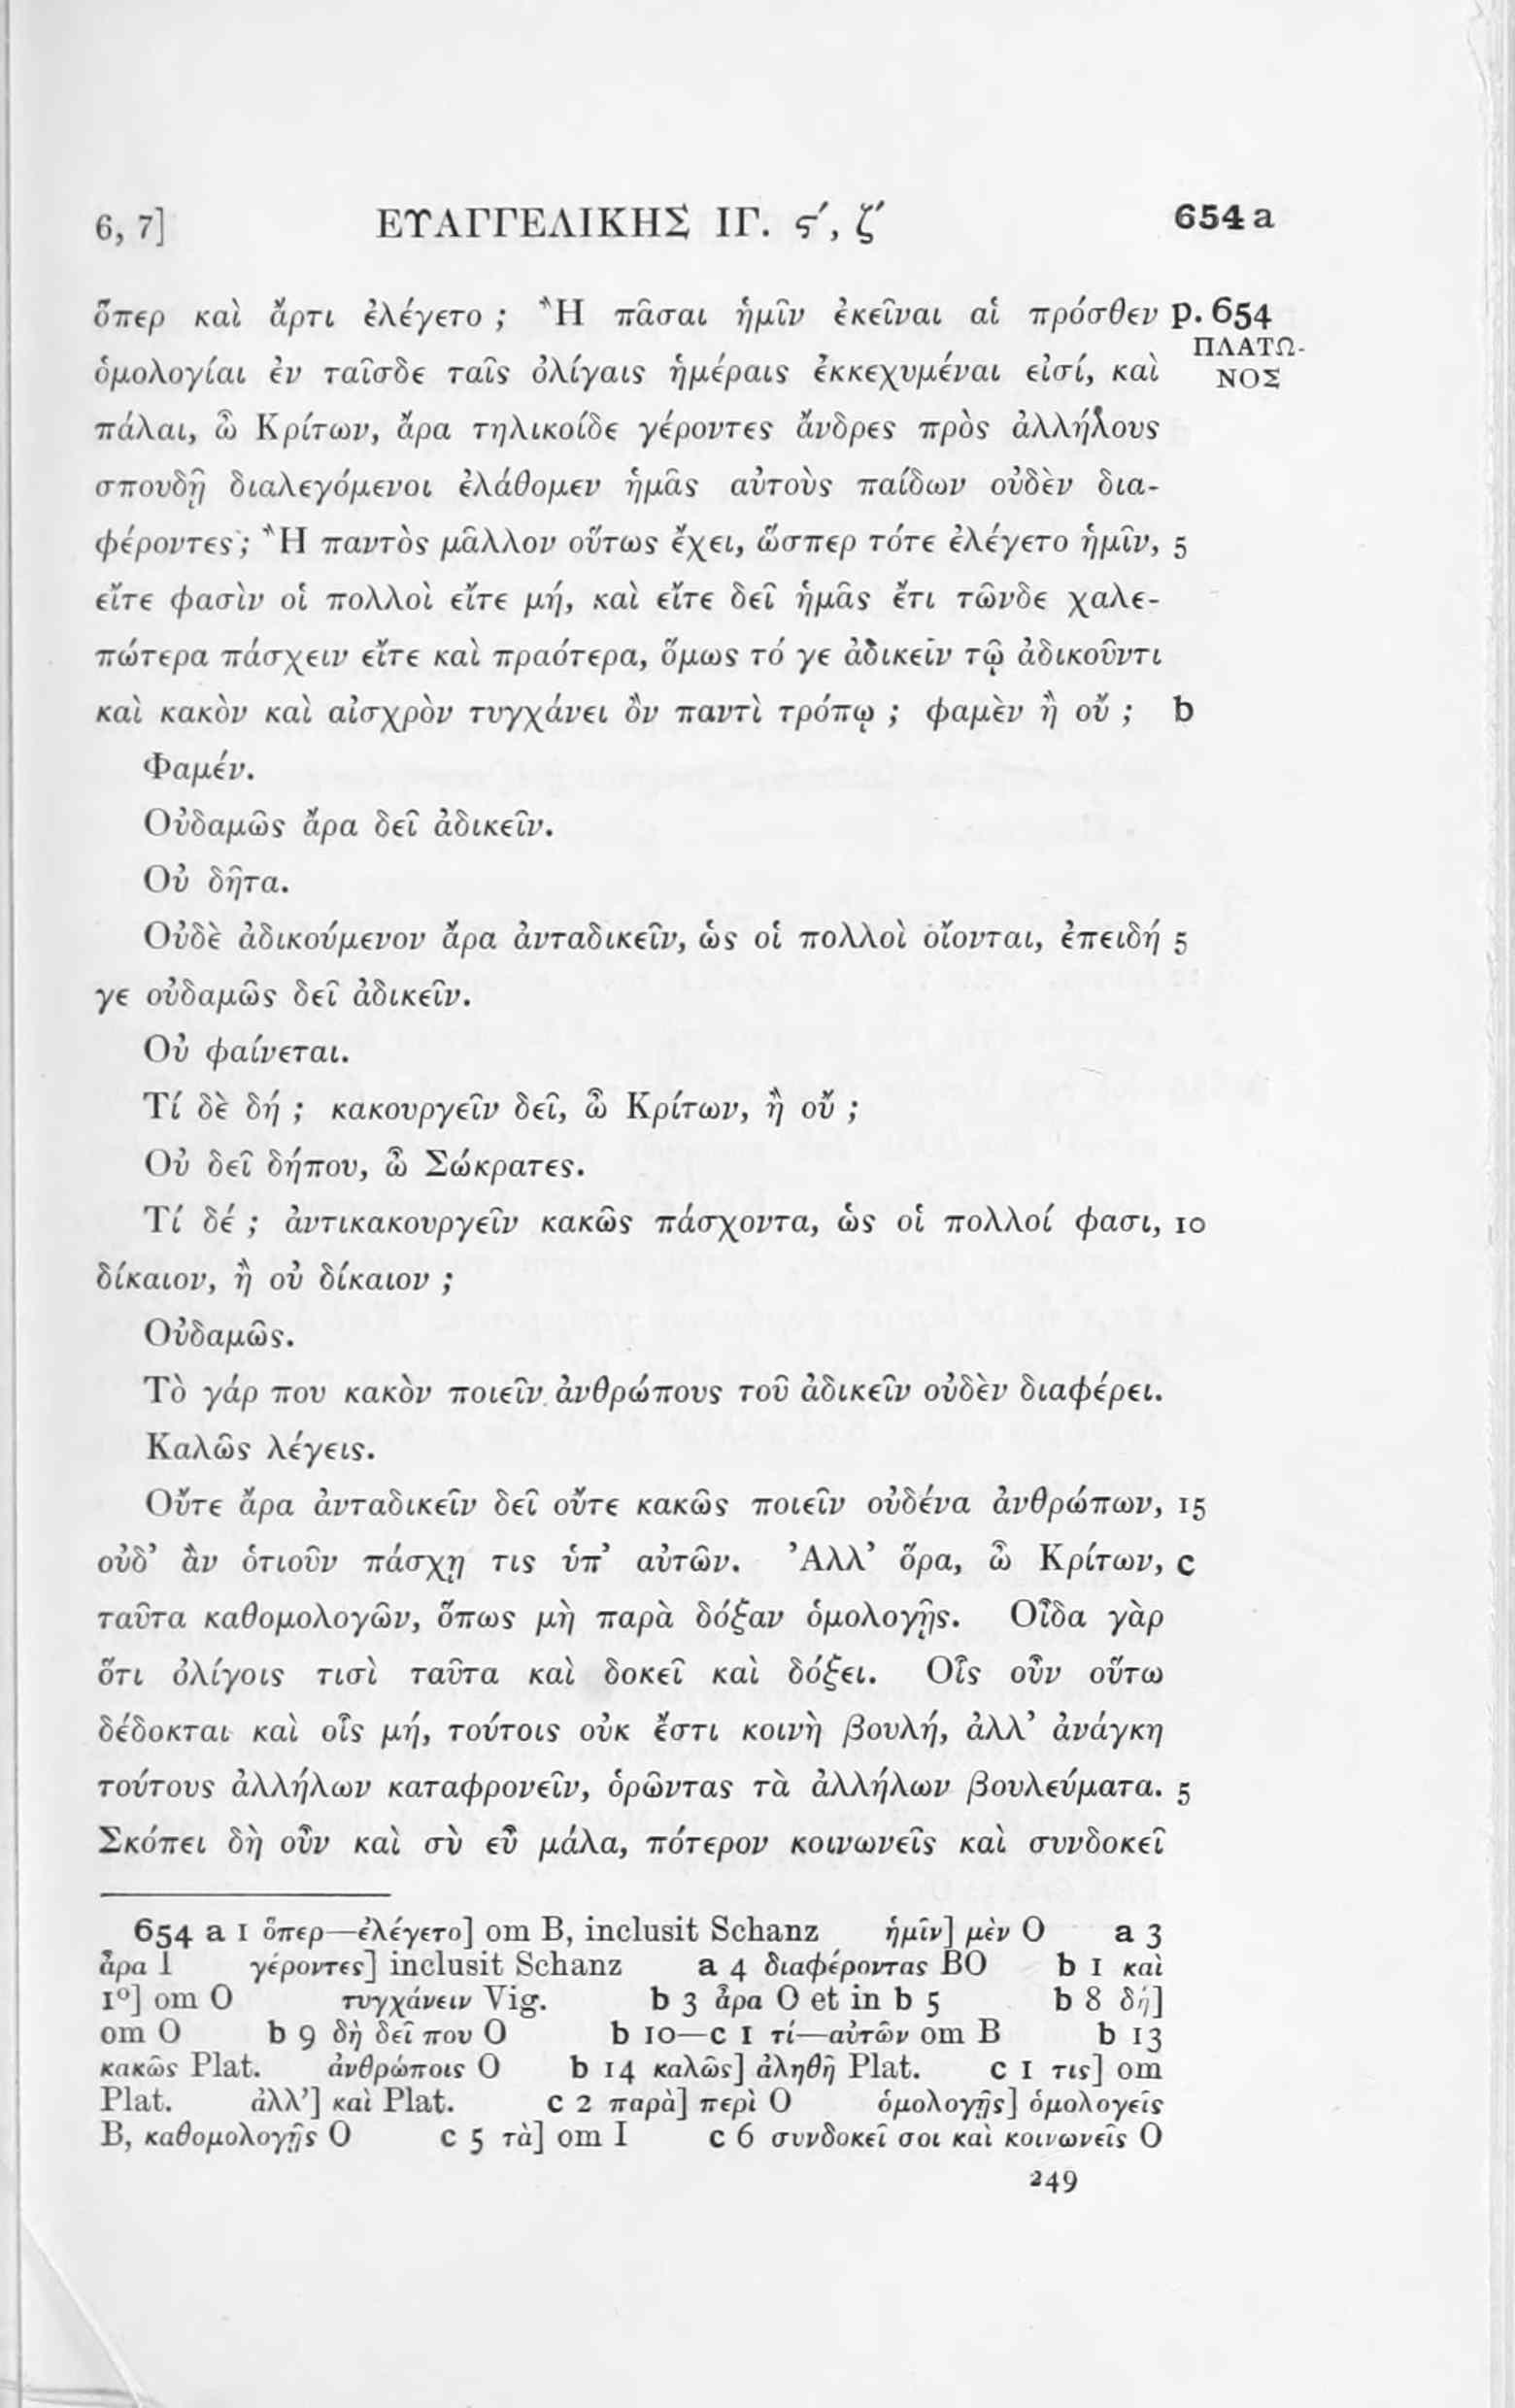 6, 7] ΕΥΑΓΓΕΛΙΚΗΣ ΙΓ. ϛʹ, ζʹ 654 a
ὅπερ καὶ ἄρτι ἐλέγετο ; Ἢ πᾶσαι ἡμῖν ἐκεῖναι αἱ πρόσθεν p. 654
ΠΛΑΤΩ-
ὁμολογίαι ἐν ταῖσδε ταῖς ὀλίγαις ἡμέραις ἐκκεχυμέναι εἰσί, καὶ ΝΟΣ
πάλαι, ὦ Κρίτων, ἄρα τηλικοίδε γέροντες ἄνδρες πρὸς ἀλλήλους
σπουδῇ διαλεγόμενοι ἐλάθομεν ἡμᾶς αὐτοὺς παίδων οὐδὲν δια-
φέροντες ; Ἢ παντὸς μᾶλλον οὕτως ἔχει, ὥσπερ τότε ἐλέγετο ἡμῖν, 5
εἴτε φασὶν οἱ πολλοὶ εἴτε μή, καὶ εἴτε δεῖ ἡμᾶς ἔτι τῶνδε χαλε-
πώτερα πάσχειν εἴτε καὶ πραότερα, ὅμως τό γε ἀδικεῖν τῷ ἀδικοῦντι
καὶ κακὸν καὶ αἰσχρὸν τυγχάνει ὂν παντὶ τρόπῳ ; φαμὲν ἢ οὔ ; b
Φαμέν.
Οὐδαμῶς ἄρα δεῖ ἀδικεῖν.
Οὐ δῆτα.
Οὐδὲ ἀδικούμενον ἄρα ἀνταδικεῖν, ὡς οἱ πολλοὶ οἴονται, ἐπειδή 5
γε οὐδαμῶς δεῖ ἀδικεῖν.
Οὐ φαίνεται.
Τί δὲ δή ; κακουργεῖν δεῖ, ὦ Κρίτων, ἢ οὔ ;
Οὐ δεῖ δήπου, ὦ Σώκρατες.
Τί δέ ; ἀντικακουργεῖν κακῶς πάσχοντα, ὡς οἱ πολλοί φασι, 10
δίκαιον, ἢ οὐ δίκαιον ;
Οὐδαμῶς.
Τὸ γάρ που κακὸν ποιεῖν ἀνθρώπους τοῦ ἀδικεῖν οὐδὲν διαφέρει.
Καλῶς λέγεις.
Οὔτε ἄρα ἀνταδικεῖν δεῖ οὔτε κακῶς ποιεῖν οὐδένα ἀνθρώπων, 15
οὐδ’ ἂν ὁτιοῦν πάσχῃ τις ὑπ’ αὐτῶν. Ἀλλ’ ὅρα, ὦ Κρίτων, c
ταῦτα καθομολογῶν, ὅπως μὴ παρὰ δόξαν ὁμολογῇς. Οἶδα γὰρ
ὅτι ὀλίγοις τισὶ ταῦτα καὶ δοκεῖ καὶ δόξει. Οἷς οὖν οὕτω
δέδοκται καὶ οἷς μή, τούτοις οὐκ ἔστι κοινὴ βουλή, ἀλλ’ ἀνάγκη
τούτους ἀλλήλων καταφρονεῖν, ὁρῶντας τὰ ἀλλήλων βουλεύματα. 5
Σκόπει δὴ οὖν καὶ σὺ εὖ μάλα, πότερον κοινωνεῖς καὶ συνδοκεῖ
654 a 1 ὅπερ—ἐλέγετο] om B, inclusit Schanz ἡμῖν] μὲν O a 3
ἆρα I γέροντες] inclusit Schanz a 4 διαφέροντας BO b 1 καὶ
1º] om O τυγχάνειν Vig. b 3 ἆρα O et in b 5 b 8 δή]
om O b 9 δὴ δεῖ που O b 10—c 1 τί—αὐτῶν om B b 13
κακῶς Plat. ἀνθρώποις O b 14 καλῶς] ἀληθῆ Plat. c 1 τις] om
Plat. ἀλλ’] καὶ Plat. c 2 παρὰ] περὶ O ὁμολογῇς] ὁμολογεῖς
B, καθομολογῇς O c 5 τὰ] om I c 6 συνδοκεῖ σοι καὶ κοινωνεῖς O
249